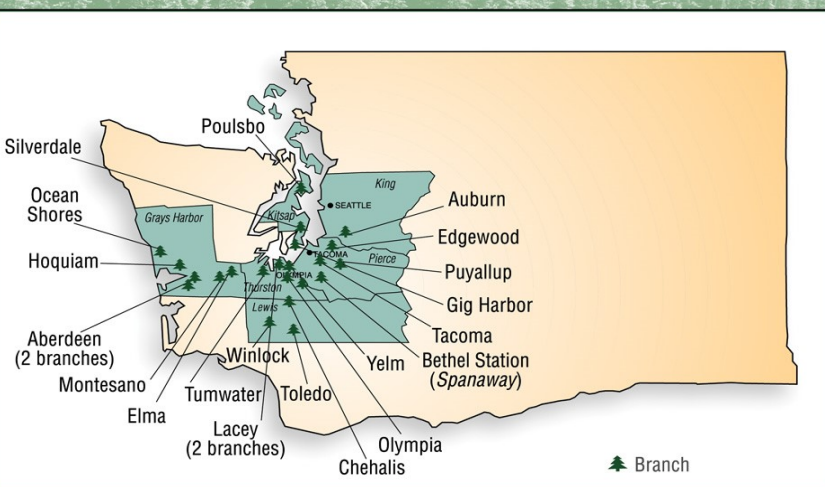 Poulsbo
Silverdale
Ocean
Shores
Hoquiam
Aberdeen
(2 branches)
Montesano
Elma
Tumwater
Winlock
Lacey
(2 branches)
Toledo
Chehalis
Olympia
Yelm
Bethel Station
(Spanaway)
Tacoma
Gig Harbor
Puyallup
Edgewood
Auburn
King
SEATTLE
Kitsap
Grays Harbor
TACOMA
Pierce
OLYMPIA
Thurston
Lewis
Branch